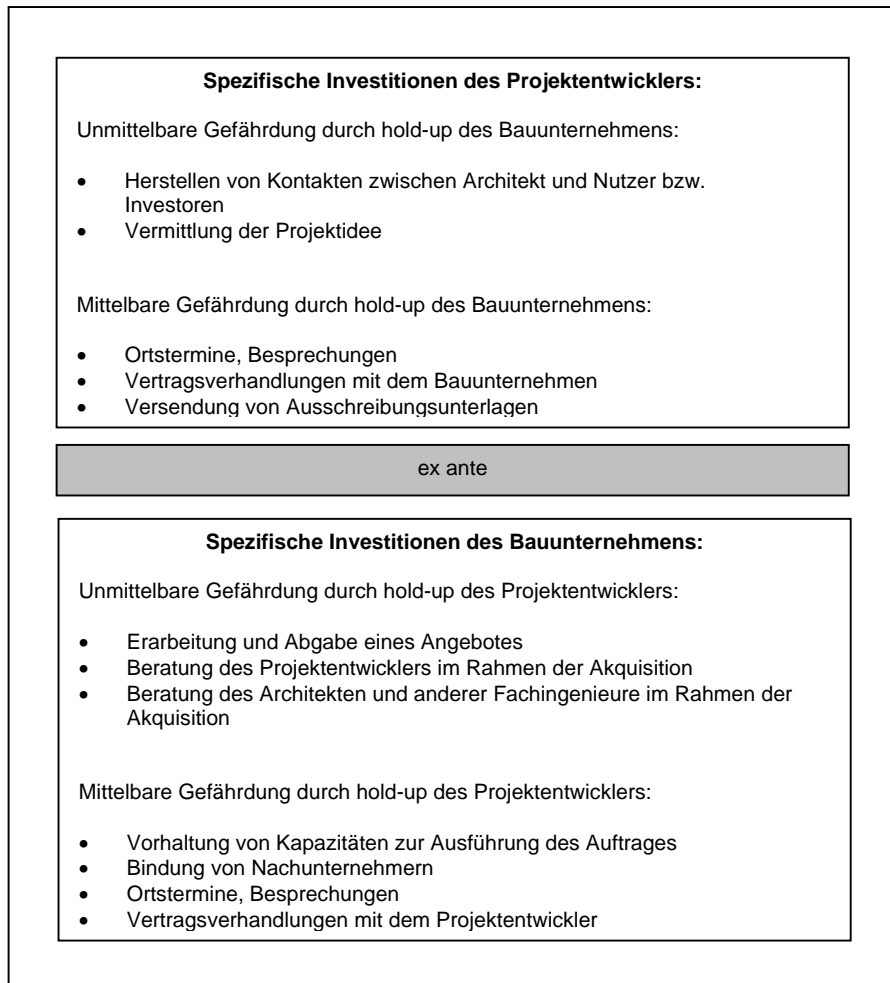 Spezifische Investitionen des Projektentwicklers:
Unmittelbare Gefährdung durch hold-up des Bauunternehmens:
• Herstellen von Kontakten zwischen Architekt und Nutzer bzw.
Investoren
• Vermittlung der Projektidee
Mittelbare Gefährdung durch hold-up des Bauunternehmens:
• Ortstermine, Besprechungen
• Vertragsverhandlungen mit dem Bauunternehmen
• Versendung von Ausschreibungsunterlagen
ex ante
Spezifische Investitionen des Bauunternehmens:
Unmittelbare Gefährdung durch hold-up des Projektentwicklers:
• Erarbeitung und Abgabe eines Angebotes
• Beratung des Projektentwicklers im Rahmen der Akquisition
• Beratung des Architekten und anderer Fachingenieure im Rahmen der
Akquisition
Mittelbare Gefährdung durch hold-up des Projektentwicklers:
• Vorhaltung von Kapazitäten zur Ausführung des Auftrages
• Bindung von Nachunternehmern
• Ortstermine, Besprechungen
• Vertragsverhandlungen mit dem Projektentwickler